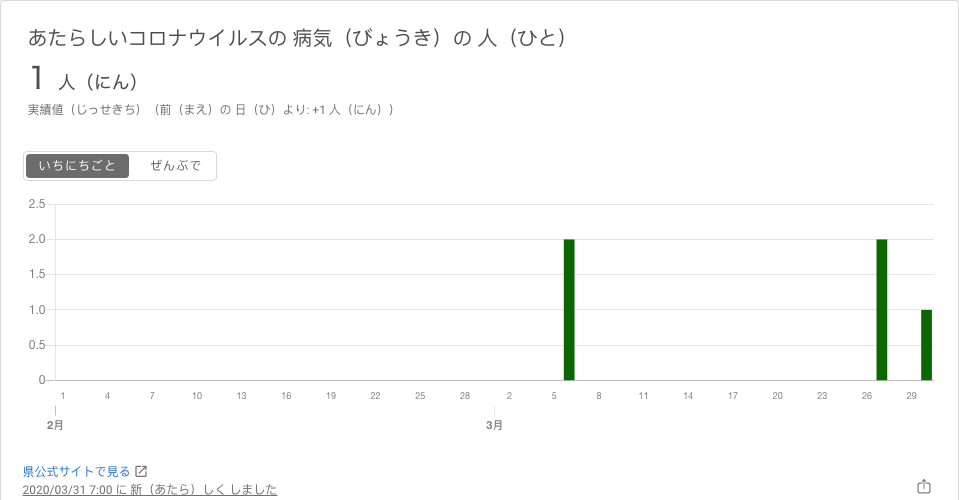 あたらしいコロナウイルスの 病気（びょうき）の 人（ひと）
1 人（にん）
実績値（じっせきち）（前（まえ）の 日（ひ）より: +1 人（にん））
いちにちごと ぜんぶで
2.5
2.0
1.5
1.0
0.5
0
1 4 7 10 13 16 19 22 25 28 2 5 8 11 14 17 20 23 26 29
2月 3月
県公式サイトで見る
2020/03/31 7:00 に 新（あたら）しく しました